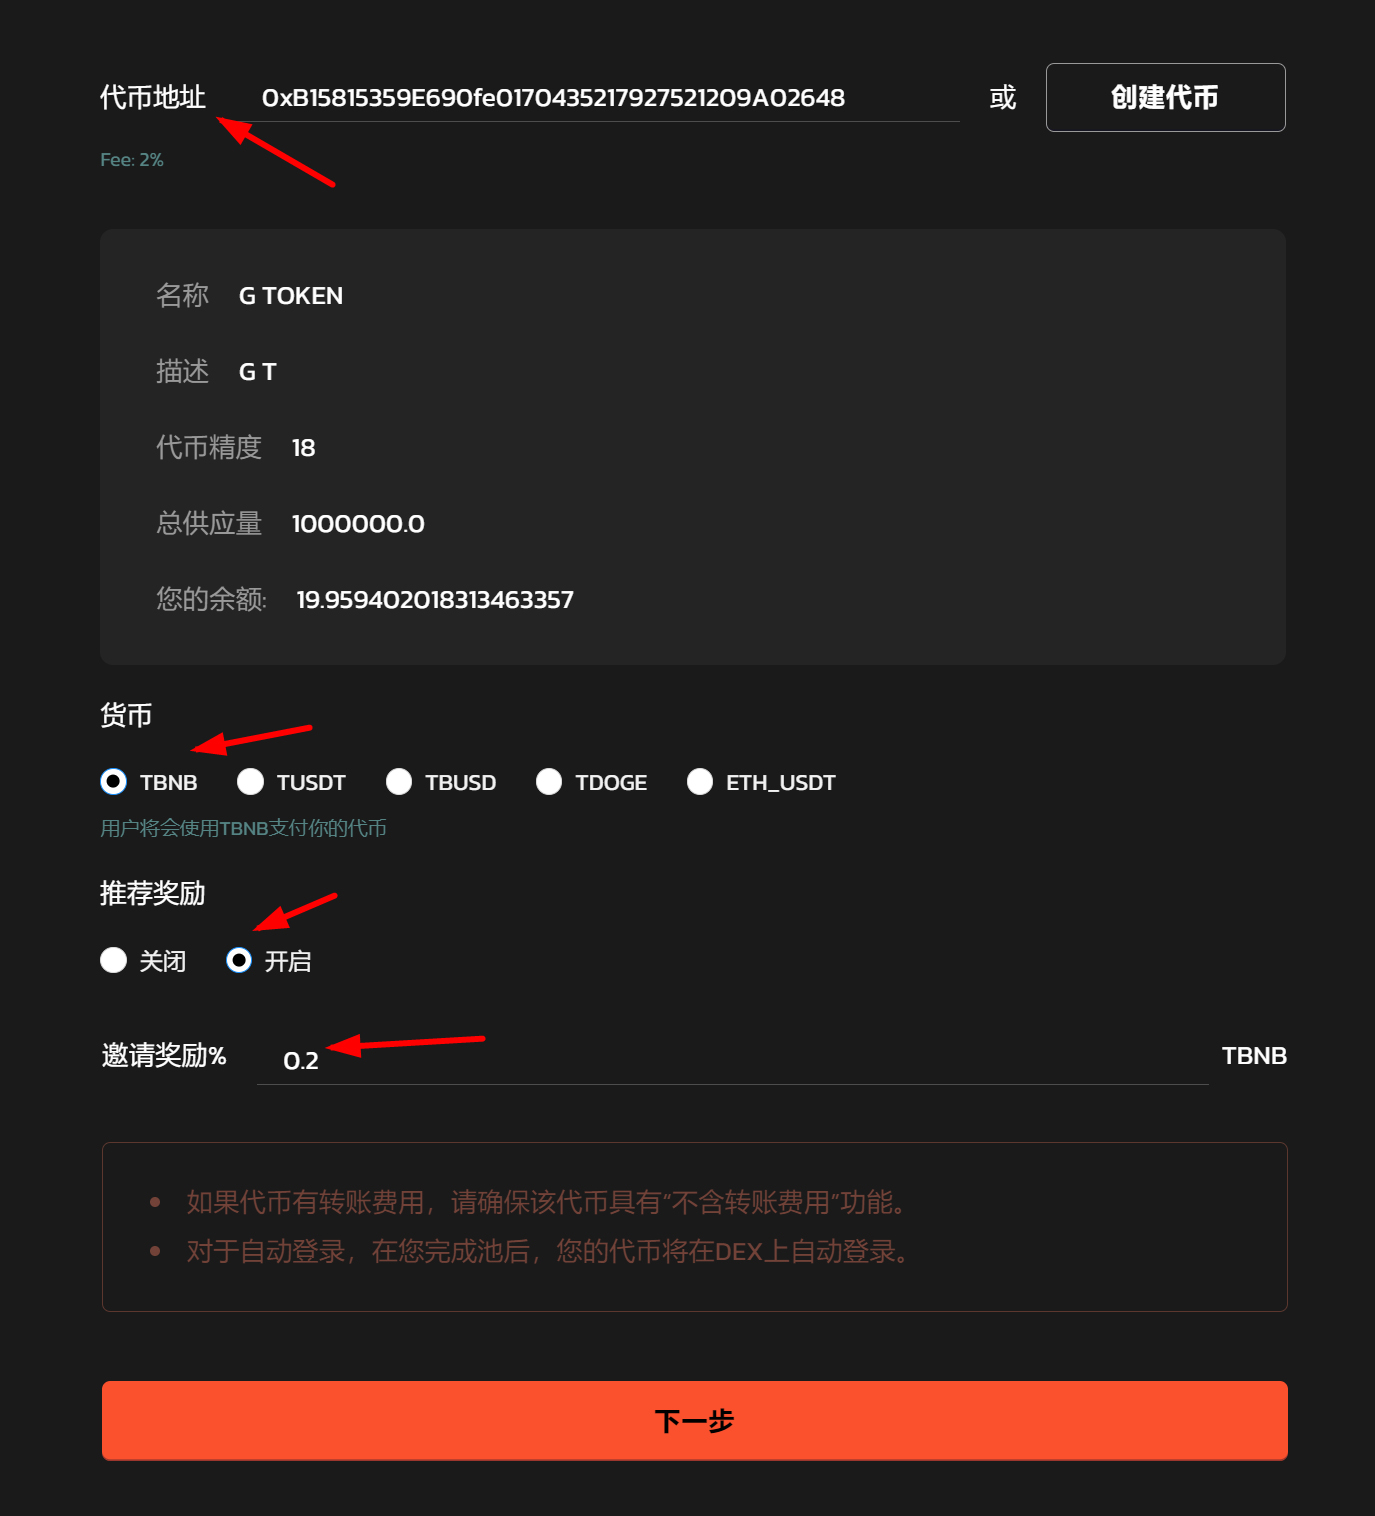 代币地址 0xB15815359E690fe0170435217927521209A02648 或 创建代币
Fee: 2%
名称 G TOKEN
描述 G T
代币精度 18
总供应量 1000000.0
您的余额: 19.959402018313463357
货币
TBNB TUSDT TBUSD TDOGE ETH_USDT
用户将会使用TBNB支付你的代币
推荐奖励
关闭 开启
邀请奖励% 0.2 TBNB
如果代币有转账费用，请确保该代币具有“不含转账费用”功能。
对于自动登录，在您完成池后，您的代币将在DEX上自动登录。
下一步